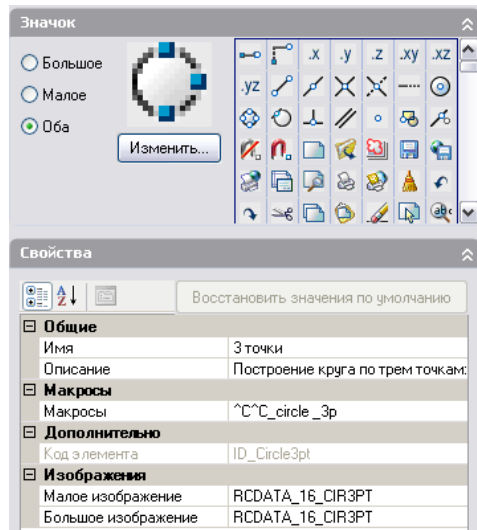 Значок
Большое
Малое
Оба
Изменить...
.X .Y .Z .XY .XZ
.YZ
Свойства
Восстановить значения по умолчанию
Общие
Имя 3 точки
Описание Построение круга по трем точкам:
Макросы
Макросы ^C^C_circle _3p
Дополнительно
Код элемента ID_Circle3pt
Изображения
Малое изображение RCDATA_16_CIR3PT
Большое изображение RCDATA_16_CIR3PT